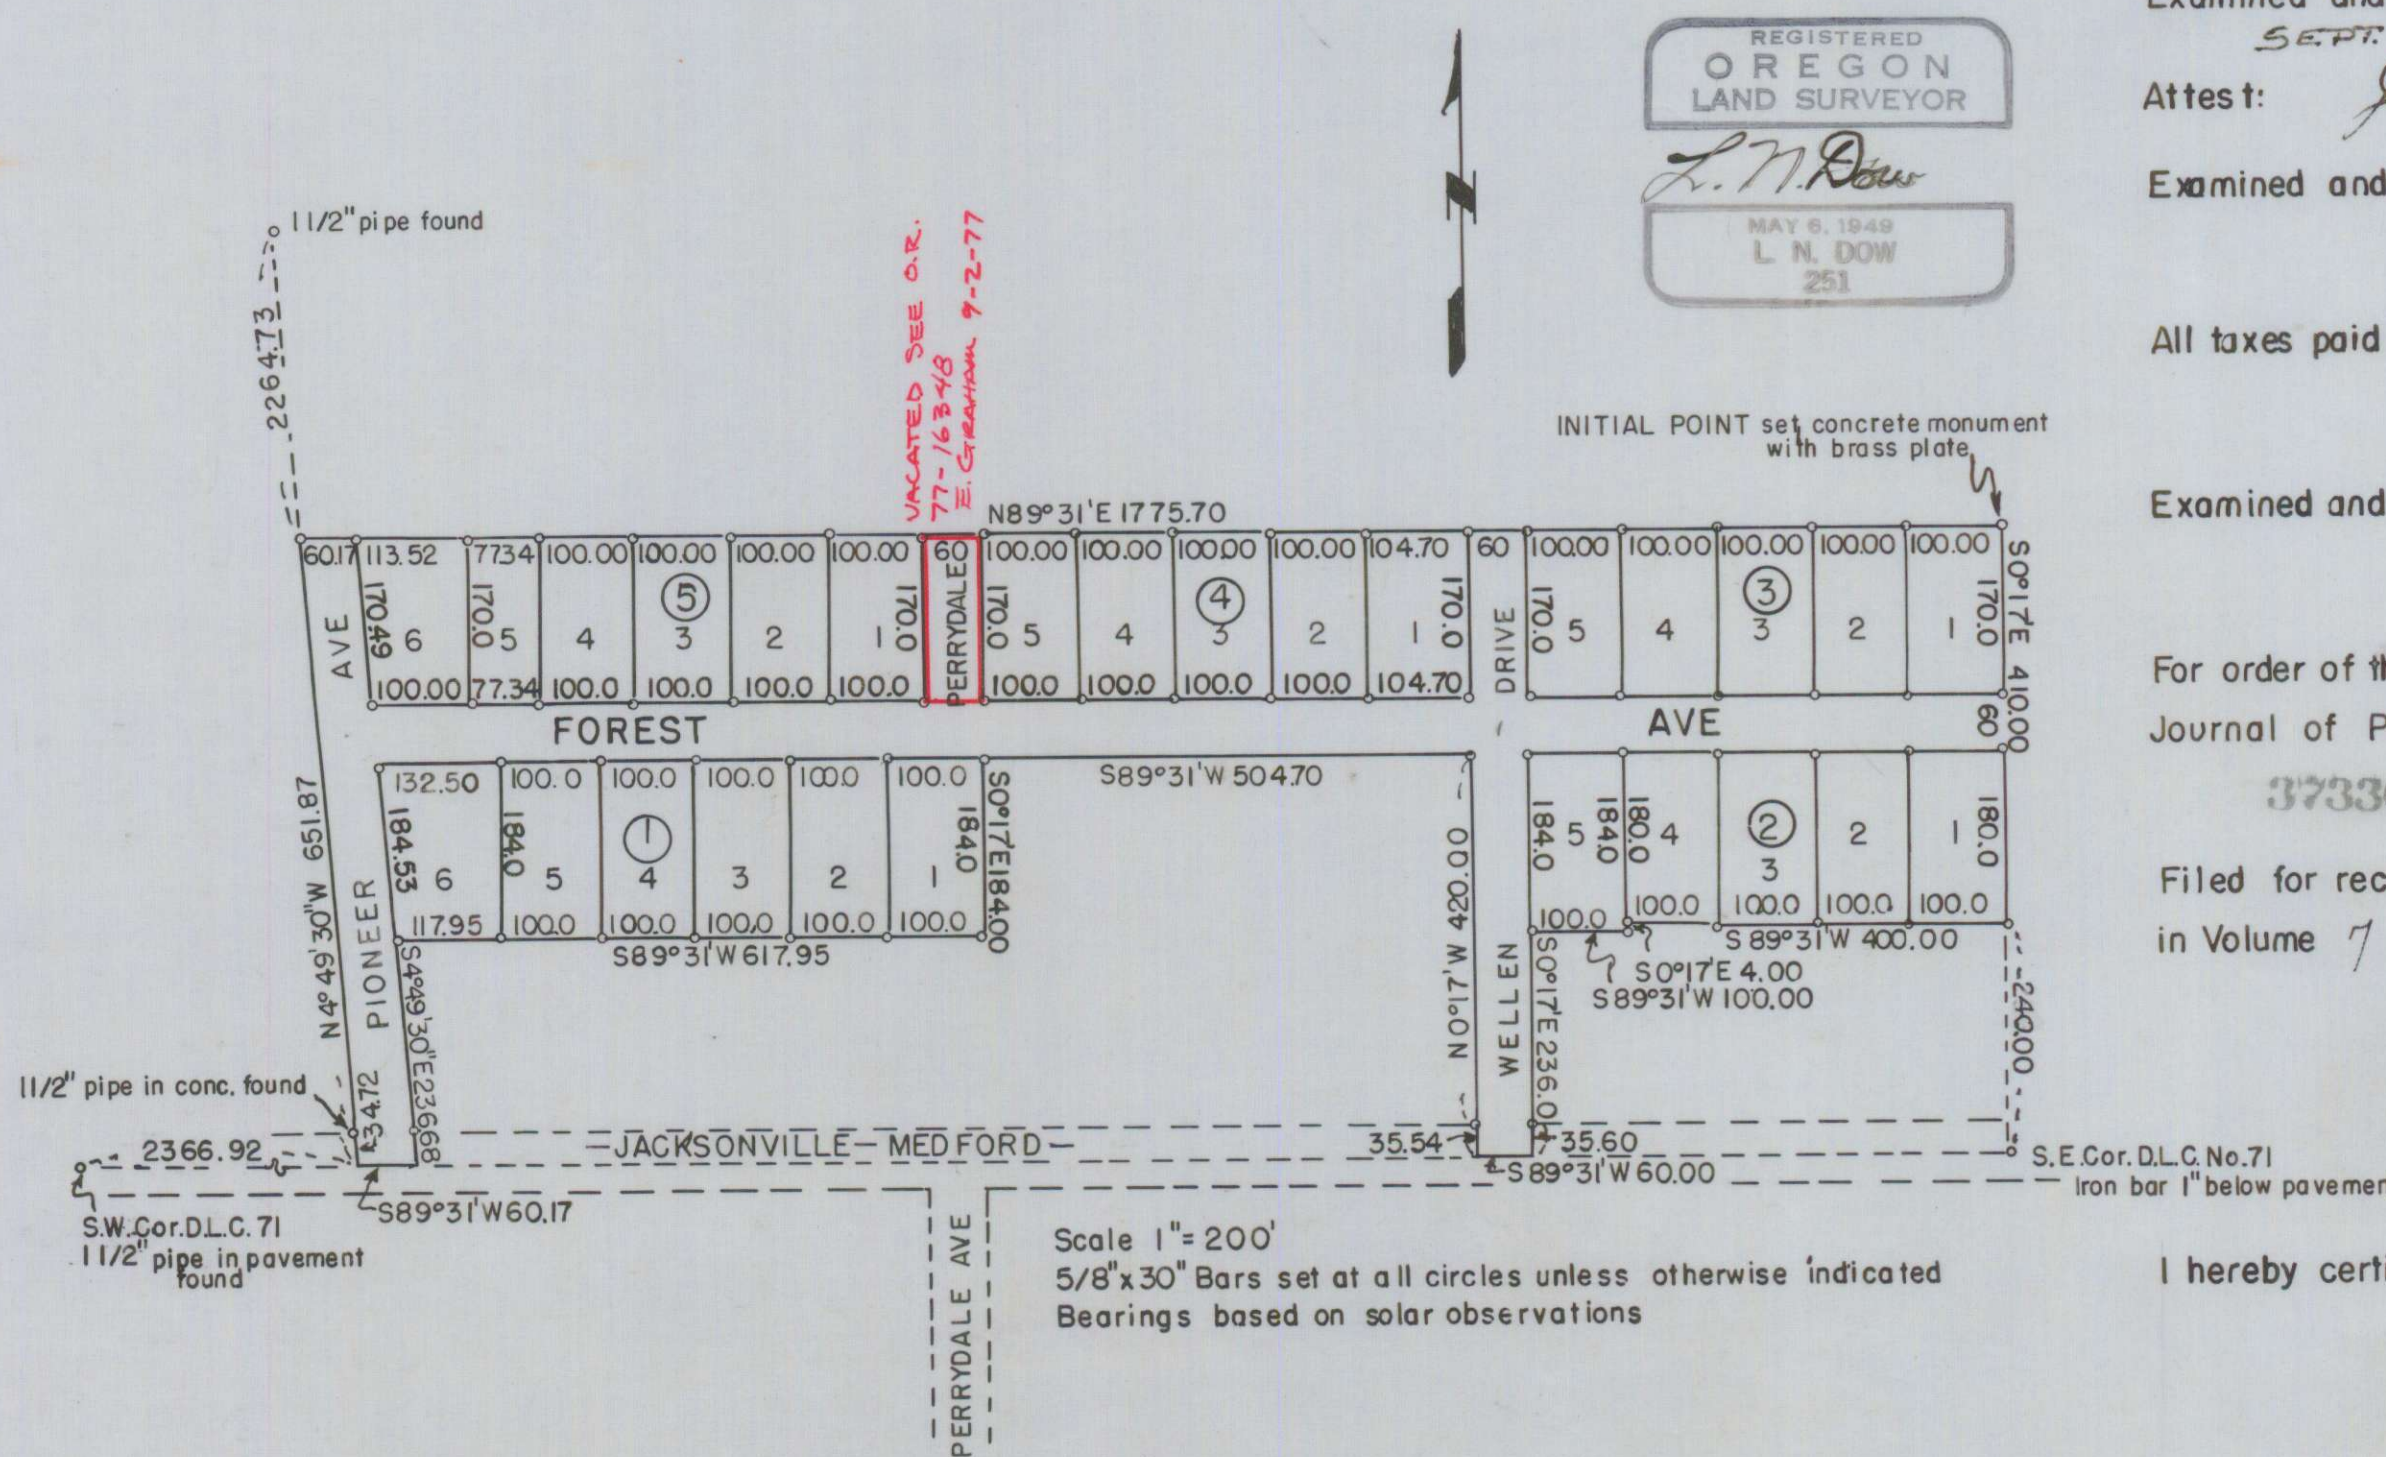 Examined and
SEPT.
Attest:
Examined and
All taxes paid
Examined and
For order of th
Journal of P
3733
Filed for rec
in Volume 7
I hereby certi
REGISTERED
OREGON
LAND SURVEYOR
L. N. Dow
MAY 6, 1949
L. N. DOW
251
1 1/2" pipe found
2264.73
VACATED SEE O.R.
77-16348
E. GRAHAM 9-2-77
INITIAL POINT set concrete monument
with brass plate
N89°31'E 1775.70
60.17 113.52 77.34 100.00 100.00 100.00 100.00 60 100.00 100.00 100.00 100.00 104.70 60 100.00 100.00 100.00 100.00 100.00
170.49 170.0 5 170.0 PERRYDALE 170.0 4 170.0 170.0 3 170.0
AVE 6 5 4 3 2 1 5 4 3 2 1 DRIVE 5 4 3 2 1
100.00 77.34 100.0 100.0 100.0 100.0 100.0 100.0 100.0 100.0 104.70
S0°17'E 410.00
60
FOREST AVE
132.50 100.0 100.0 100.0 100.0 100.0
S89°31'W 504.70
184.53 184.0 1 184.0 S0°17'E 184.00
6 5 4 3 2 1
117.95 100.0 100.0 100.0 100.0 100.0
S89°31'W 617.95
184.0 5 184.0 180.0 4 2 3 2 1 180.0
100.0 100.0 100.0 100.0 100.0
S 89°31'W 400.00
S0°17'E 4.00
S89°31'W 100.00
N4°49'30"W 651.87
PIONEER
S4°49'30"E 236.68
N0°17'W 420.00
WELLEN
S0°17'E 236.0
240.00
1 1/2" pipe in conc. found
34.72
2366.92
JACKSONVILLE - MEDFORD
35.54 35.60
S89°31'W 60.00
S89°31'W 60.17
S.E.Cor. D.L.C. No.71
Iron bar 1" below pavemen
S.W.Cor.D.L.C. 71
1 1/2" pipe in pavement
found
PERRYDALE AVE
Scale 1"= 200'
5/8"x30" Bars set at all circles unless otherwise indicated
Bearings based on solar observations